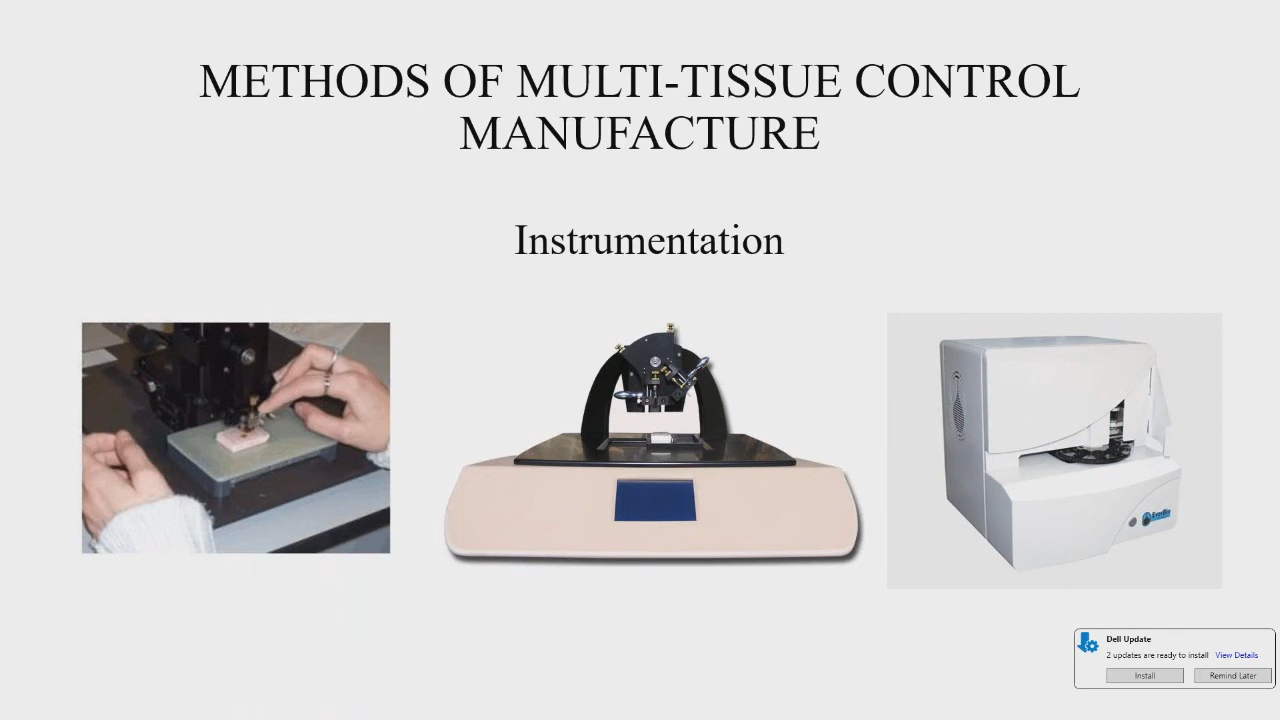 METHODS OF MULTI-TISSUE CONTROL
MANUFACTURE
Instrumentation
EverBio
Dell Update
2 updates are ready to install View Details
Install Remind Later